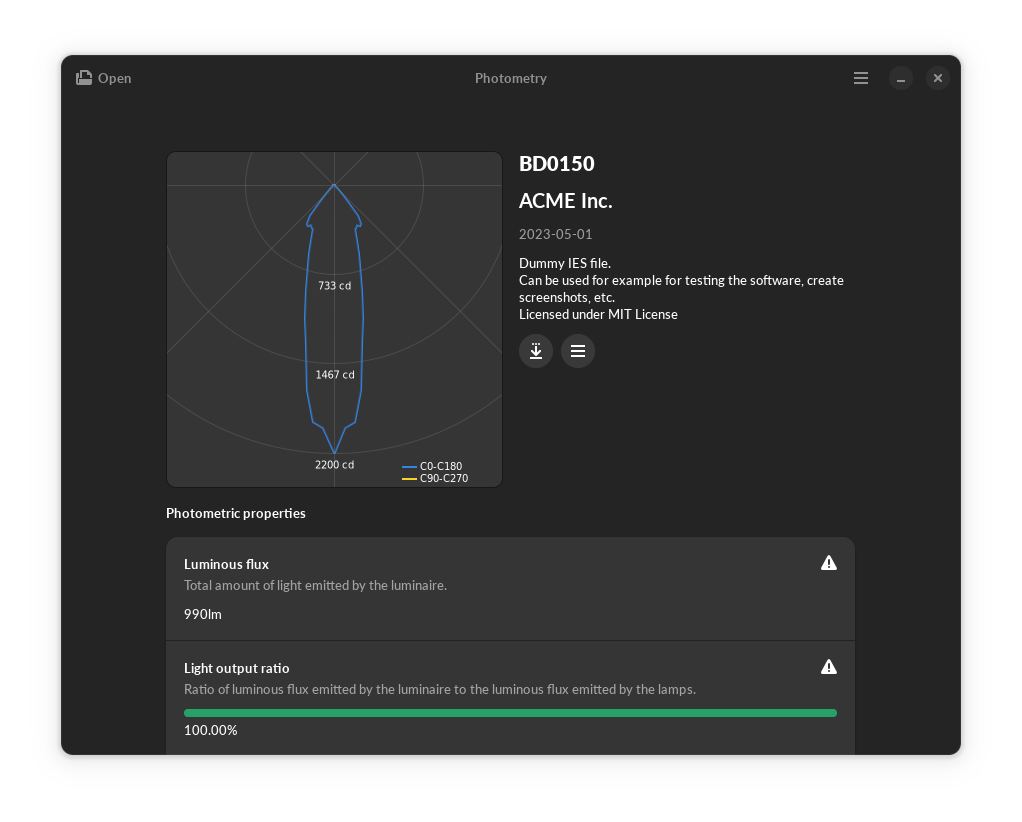 Open
Photometry
733 cd
1467 cd
2200 cd
C0-C180
C90-C270
BD0150
ACME Inc.
2023-05-01
Dummy IES file.
Can be used for example for testing the software, create
screenshots, etc.
Licensed under MIT License
Photometric properties
Luminous flux
Total amount of light emitted by the luminaire.
990lm
Light output ratio
Ratio of luminous flux emitted by the luminaire to the luminous flux emitted by the lamps.
100.00%